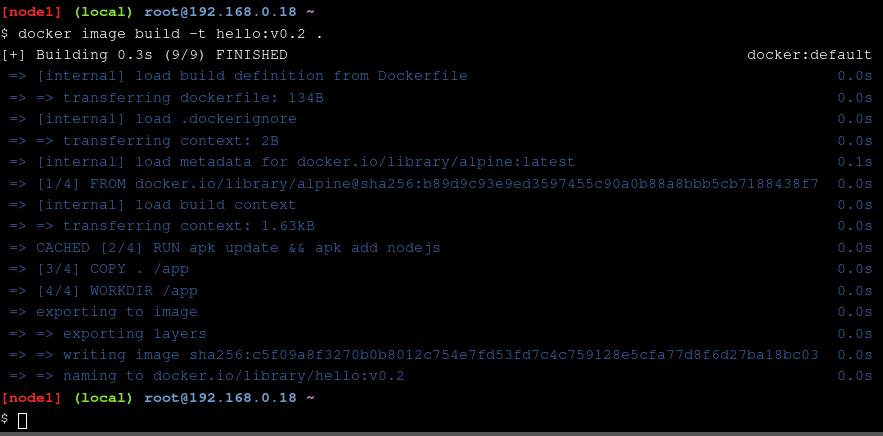 [node1] (local) root@192.168.0.18 ~
$ docker image build -t hello:v0.2 .
[+] Building 0.3s (9/9) FINISHED docker:default
=> [internal] load build definition from Dockerfile 0.0s
=> => transferring dockerfile: 134B 0.0s
=> [internal] load .dockerignore 0.0s
=> => transferring context: 2B 0.0s
=> [internal] load metadata for docker.io/library/alpine:latest 0.1s
=> [1/4] FROM docker.io/library/alpine@sha256:b89d9c93e9ed3597455c90a0b88a8bbb5cb7188438f7 0.0s
=> [internal] load build context 0.0s
=> => transferring context: 1.63kB 0.0s
=> CACHED [2/4] RUN apk update && apk add nodejs 0.0s
=> [3/4] COPY . /app 0.0s
=> [4/4] WORKDIR /app 0.0s
=> exporting to image 0.0s
=> => exporting layers 0.0s
=> => writing image sha256:c5f09a8f3270b0b8012c754e7fd53fd7c4c759128e5cfa77d8f6d27ba18bc03 0.0s
=> => naming to docker.io/library/hello:v0.2 0.0s
[node1] (local) root@192.168.0.18 ~
$